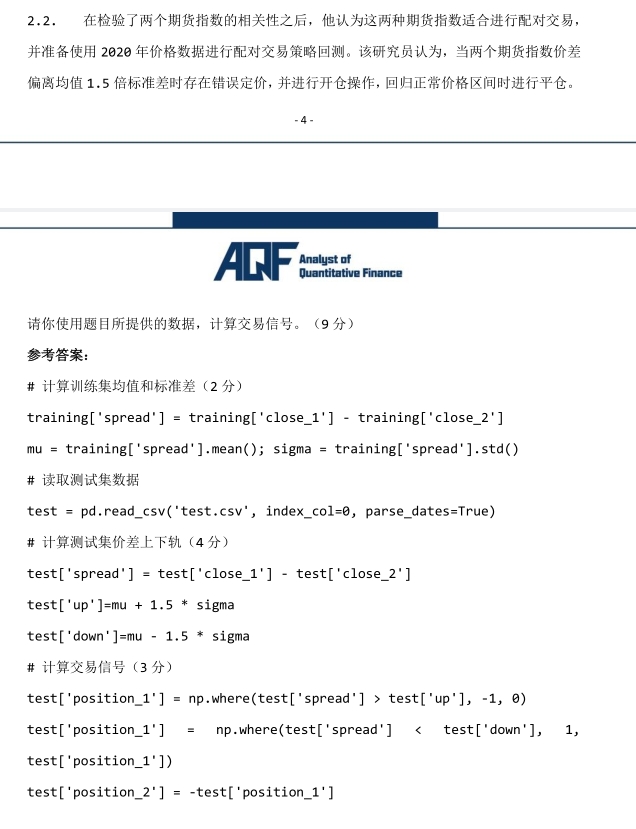 2.2. 在检验了两个期货指数的相关性之后，他认为这两种期货指数适合进行配对交易，
并准备使用 2020 年价格数据进行配对交易策略回测。该研究员认为，当两个期货指数价差
偏离均值 1.5 倍标准差时存在错误定价，并进行开仓操作，回归正常价格区间时进行平仓。
- 4 -
AQF Analyst of
Quantitative Finance
请你使用题目所提供的数据，计算交易信号。（9 分）
参考答案：
# 计算训练集均值和标准差（2 分）
training['spread'] = training['close_1'] - training['close_2']
mu = training['spread'].mean(); sigma = training['spread'].std()
# 读取测试集数据
test = pd.read_csv('test.csv', index_col=0, parse_dates=True)
# 计算测试集价差上下轨（4 分）
test['spread'] = test['close_1'] - test['close_2']
test['up']=mu + 1.5 * sigma
test['down']=mu - 1.5 * sigma
# 计算交易信号（3 分）
test['position_1'] = np.where(test['spread'] > test['up'], -1, 0)
test['position_1'] = np.where(test['spread'] < test['down'], 1,
test['position_1'])
test['position_2'] = -test['position_1']